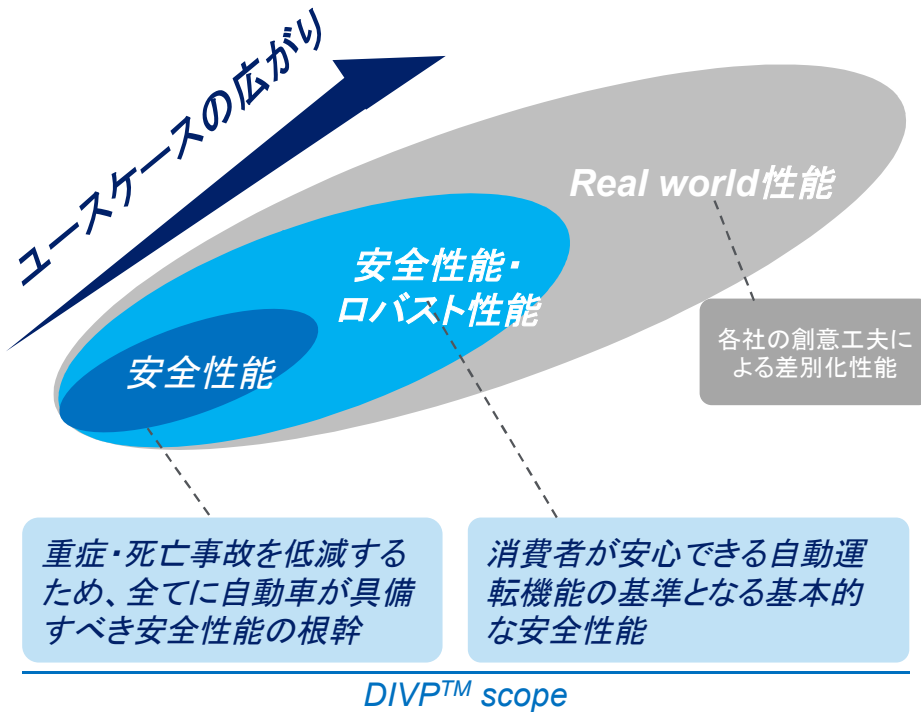 ユースケースの広がり
Real world性能
安全性能・
ロバスト性能
安全性能
各社の創意工夫に
よる差別化性能
重症・死亡事故を低減する
ため、全てに自動車が具備
すべき安全性能の根幹
消費者が安心できる自動運
転機能の基準となる基本的
な安全性能
DIVPTM scope